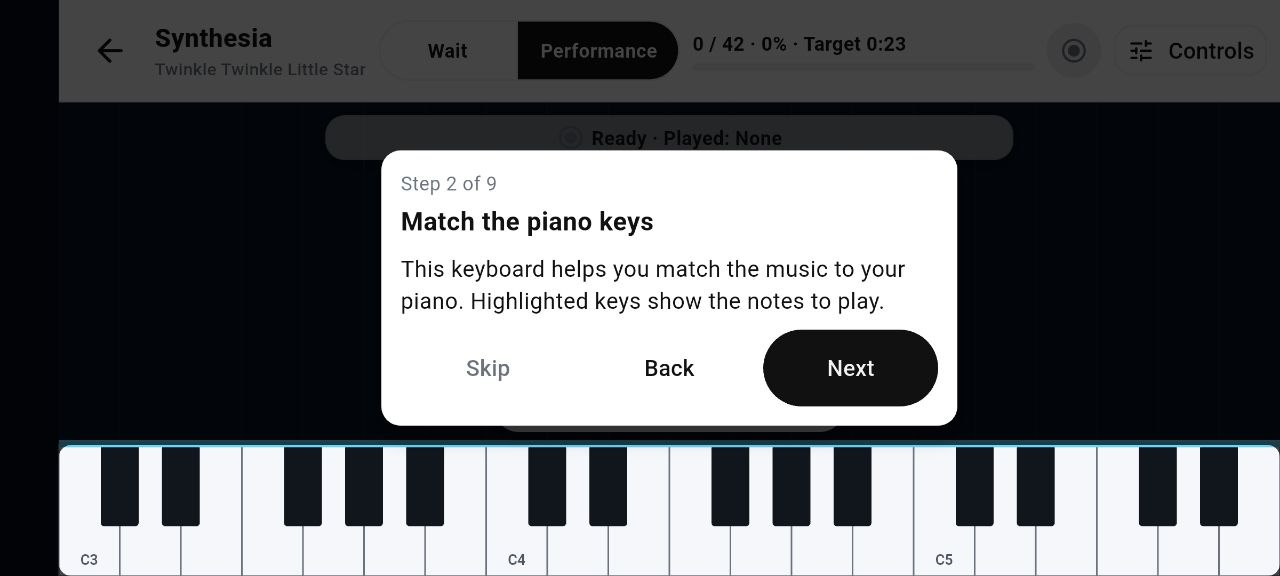 Synthesia
Twinkle Twinkle Little Star
Wait
Performance
0 / 42 · 0% · Target 0:23
Controls
Ready · Played: None
Step 2 of 9
Match the piano keys
This keyboard helps you match the music to your
piano. Highlighted keys show the notes to play.
Skip
Back
Next
C3
C4
C5